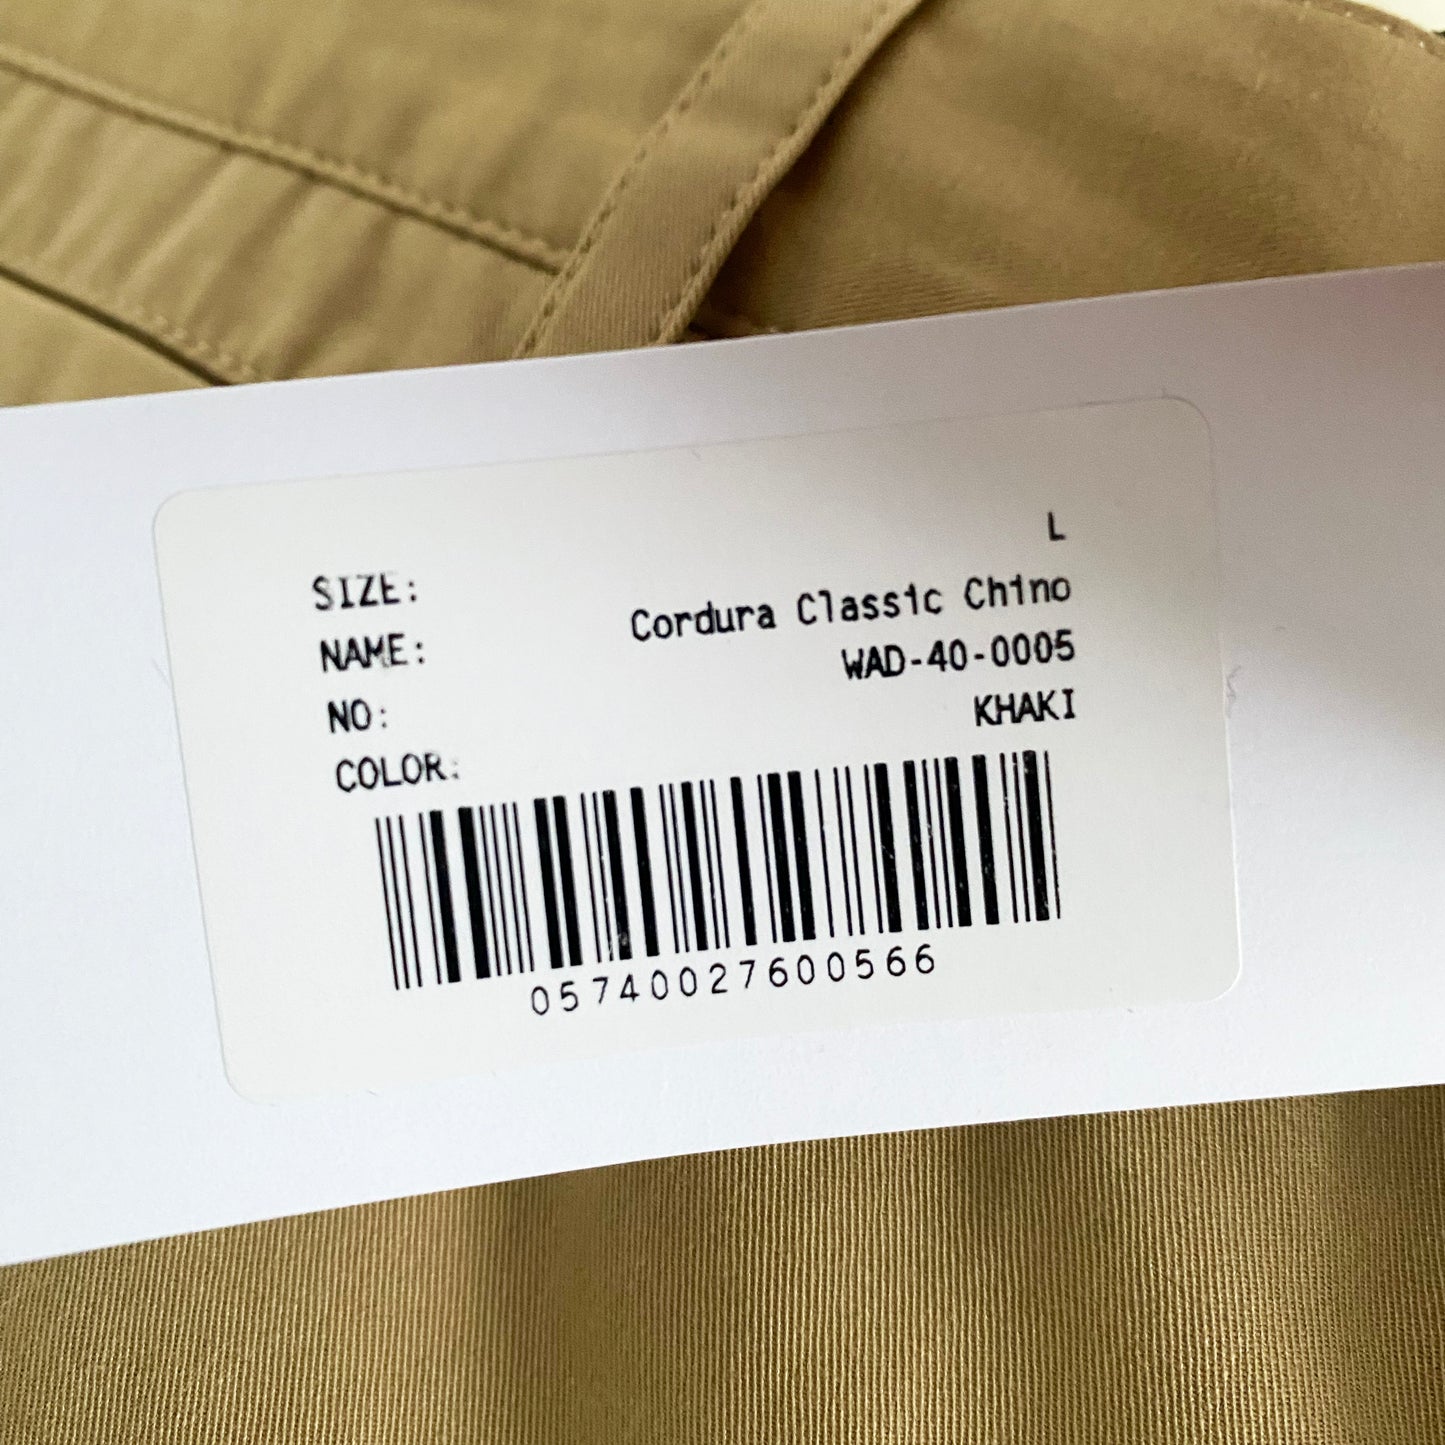 SIZE: L
NAME: Cordura Classic Chino
NO: WAD-40-0005
COLOR: KHAKI
05740027600566